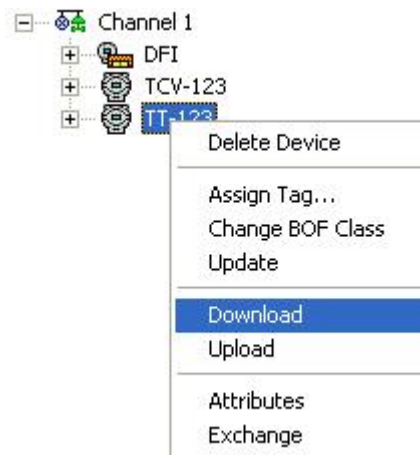 Channel 1
DFI
TCV-123
TT-123
Delete Device
Assign Tag...
Change BOF Class
Update
Download
Upload
Attributes
Exchange